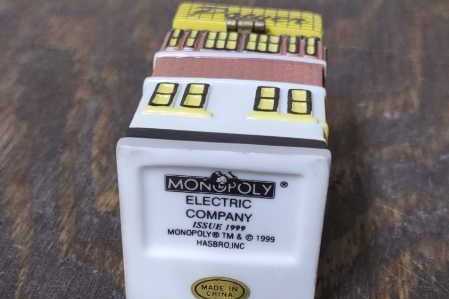 MONOPOLY ®
ELECTRIC
COMPANY
ISSUE 1999
MONOPOLY® TM & © 1999
HASBRO, INC
MADE IN
CHINA